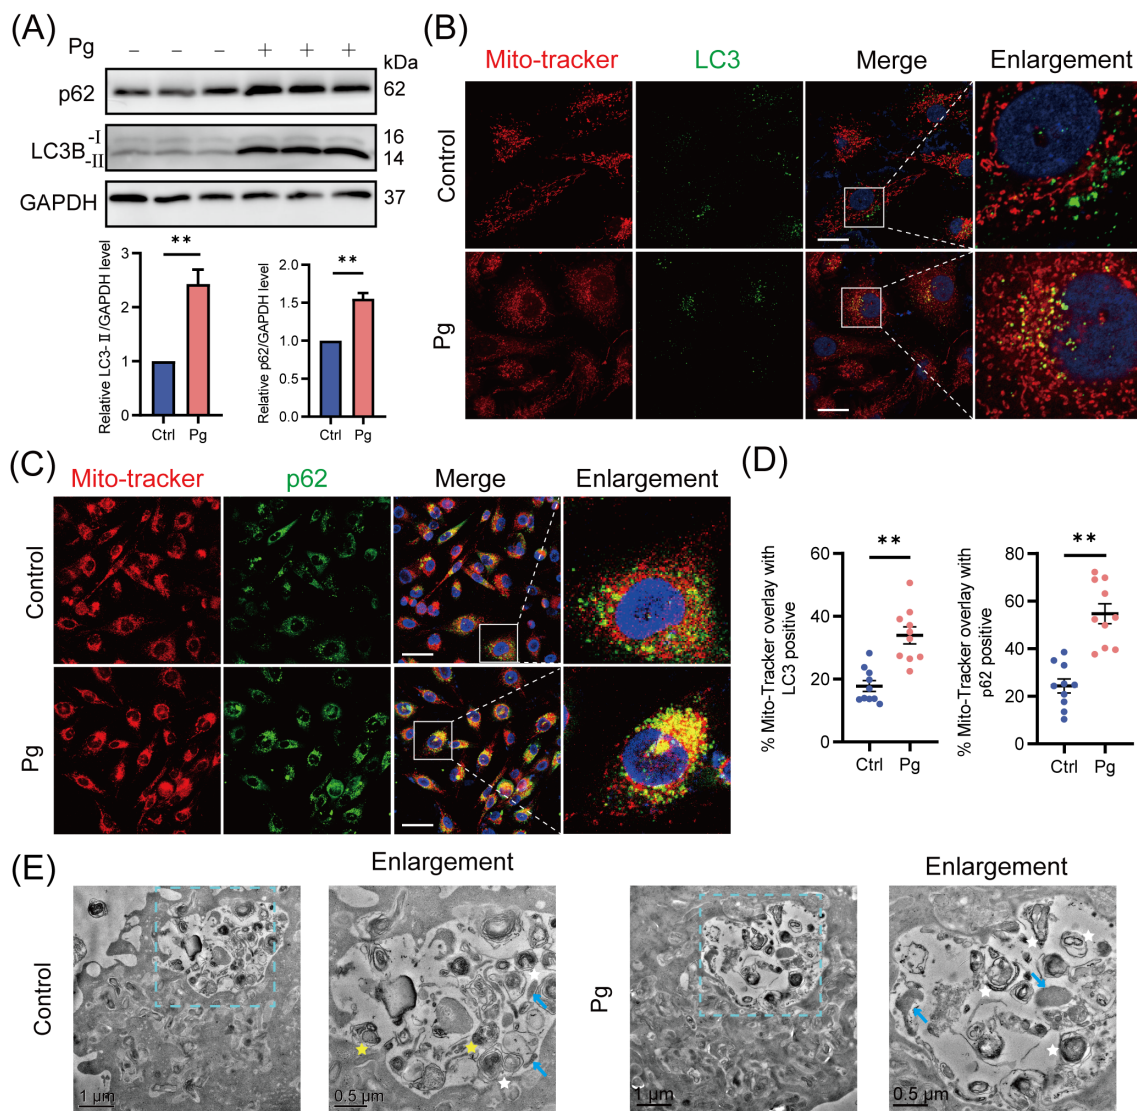 (A)
Pg − − − + + +
kDa
p62 62
LC3B -I 16
-II 14
GAPDH 37
Relative LC3-Ⅱ/GAPDH level
3
2
1
0
**
Ctrl Pg
Relative p62/GAPDH level
2.0
1.5
1.0
0.5
0.0
**
Ctrl Pg
(B)
Mito-tracker LC3 Merge Enlargement
Control
Pg
(C)
Mito-tracker p62 Merge Enlargement
Control
Pg
(D)
% Mito-Tracker overlay with
LC3 positive
60
40
20
0
**
Ctrl Pg
% Mito-Tracker overlay with
p62 positive
80
60
40
20
0
**
Ctrl Pg
(E)
Enlargement
Enlargement
Control
1 μm
0.5 μm
Pg
1 μm
0.5 μm